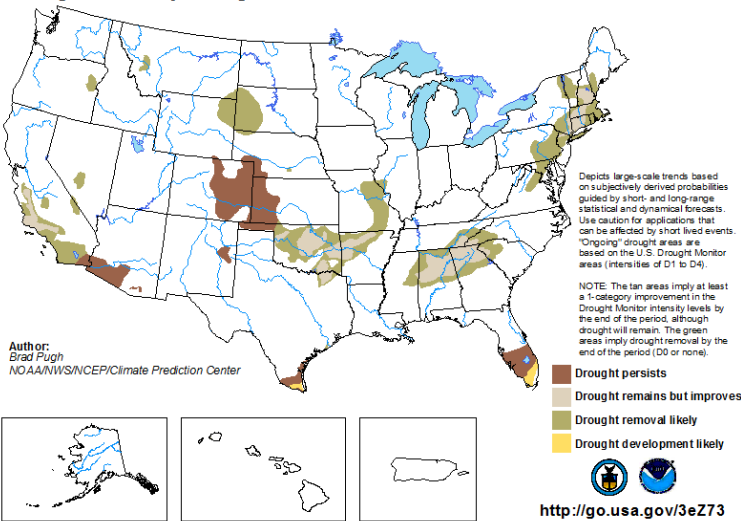 Depicts large-scale trends based
on subjectively derived probabilities
guided by short- and long-range
statistical and dynamical forecasts.
Use caution for applications that
can be affected by short lived events.
"Ongoing" drought areas are
based on the U.S. Drought Monitor
areas (intensities of D1 to D4).
NOTE: The tan areas imply at least
a 1-category improvement in the
Drought Monitor intensity levels by
the end of the period, although
drought will remain. The green
areas imply drought removal by the
end of the period (D0 or none).
Author:
Brad Pugh
NOAA/NWS/NCEP/Climate Prediction Center
Drought persists
Drought remains but improves
Drought removal likely
Drought development likely
http://go.usa.gov/3eZ73